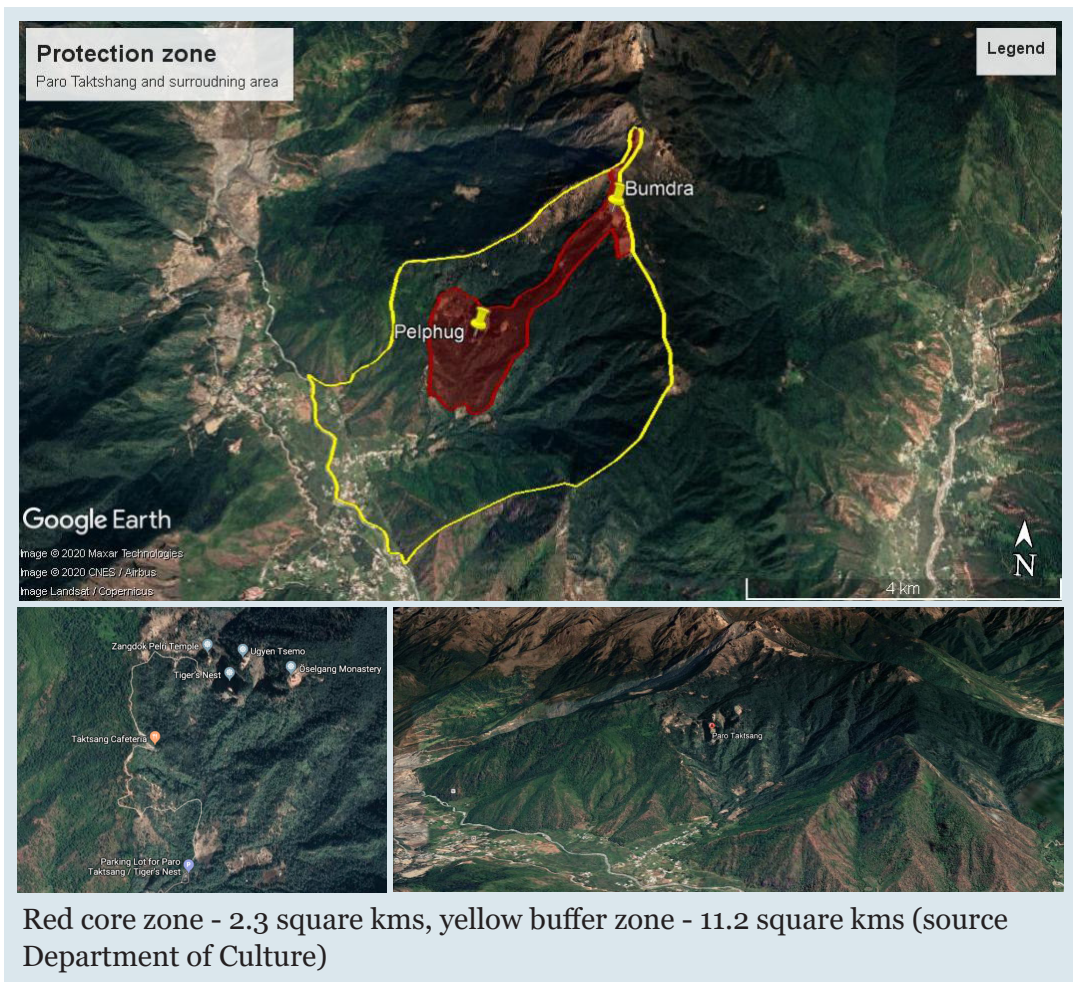 Protection zone
Paro Taktshang and surroudning area
Legend
Bumdra
Pelphug
Google Earth
Image © 2020 Maxar Technologies
Image © 2020 CNES / Airbus
Image Landsat / Copernicus
N
4 km
Zangdok Pelri Temple
Ugyen Tsemo
Tiger's Nest
Öselgang Monastery
Taktsang Cafeteria
Parking Lot for Paro
Taktsang / Tiger's Nest
P
Paro Taktsang
Red core zone - 2.3 square kms, yellow buffer zone - 11.2 square kms (source
Department of Culture)